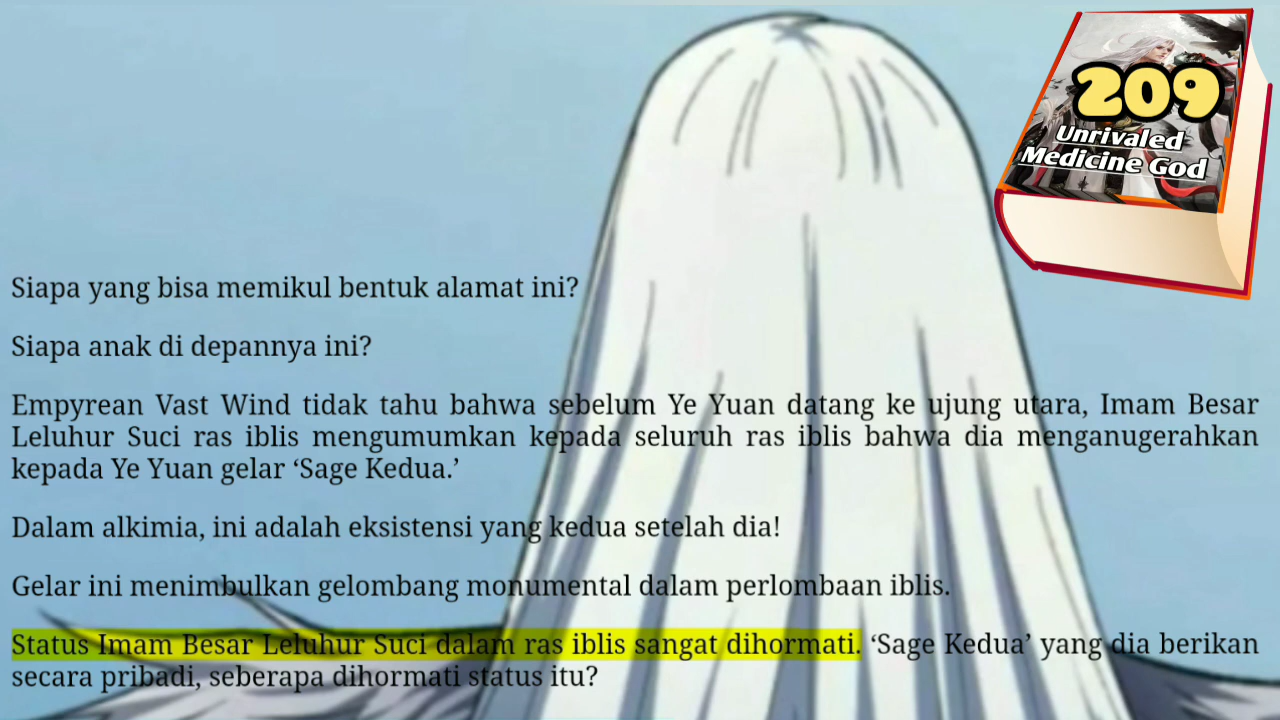 209
Unrivaled
Medicine God
Siapa yang bisa memikul bentuk alamat ini?
Siapa anak di depannya ini?
Empyrean Vast Wind tidak tahu bahwa sebelum Ye Yuan datang ke ujung utara, Imam Besar
Leluhur Suci ras iblis mengumumkan kepada seluruh ras iblis bahwa dia menganugerahkan
kepada Ye Yuan gelar ‘Sage Kedua.’
Dalam alkimia, ini adalah eksistensi yang kedua setelah dia!
Gelar ini menimbulkan gelombang monumental dalam perlombaan iblis.
Status Imam Besar Leluhur Suci dalam ras iblis sangat dihormati. ‘Sage Kedua’ yang dia berikan
secara pribadi, seberapa dihormati status itu?